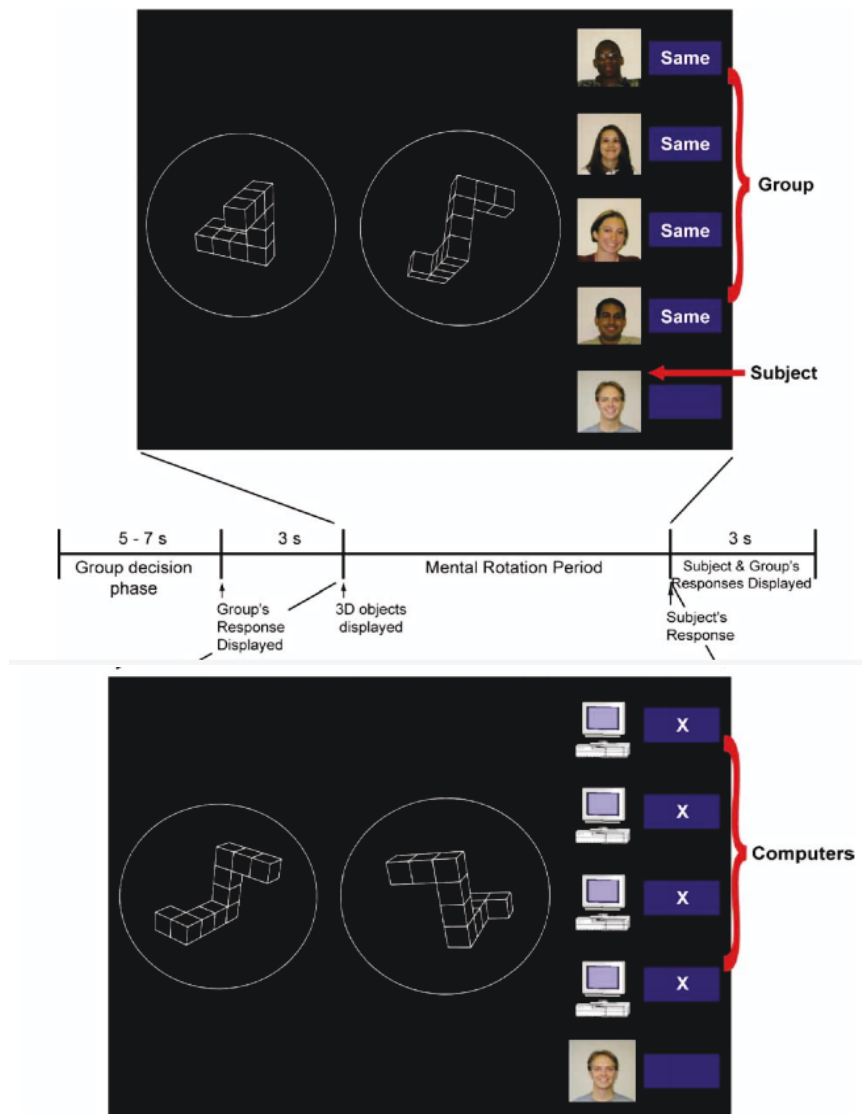 Same
Same
Group
Same
Same
Subject
5 - 7 s
3 s
3 s
Group decision
phase
Mental Rotation Period
Subject & Group's
Responses Displayed
Group's
Response
Displayed
3D objects
displayed
Subject's
Response
X
X
Computers
X
X